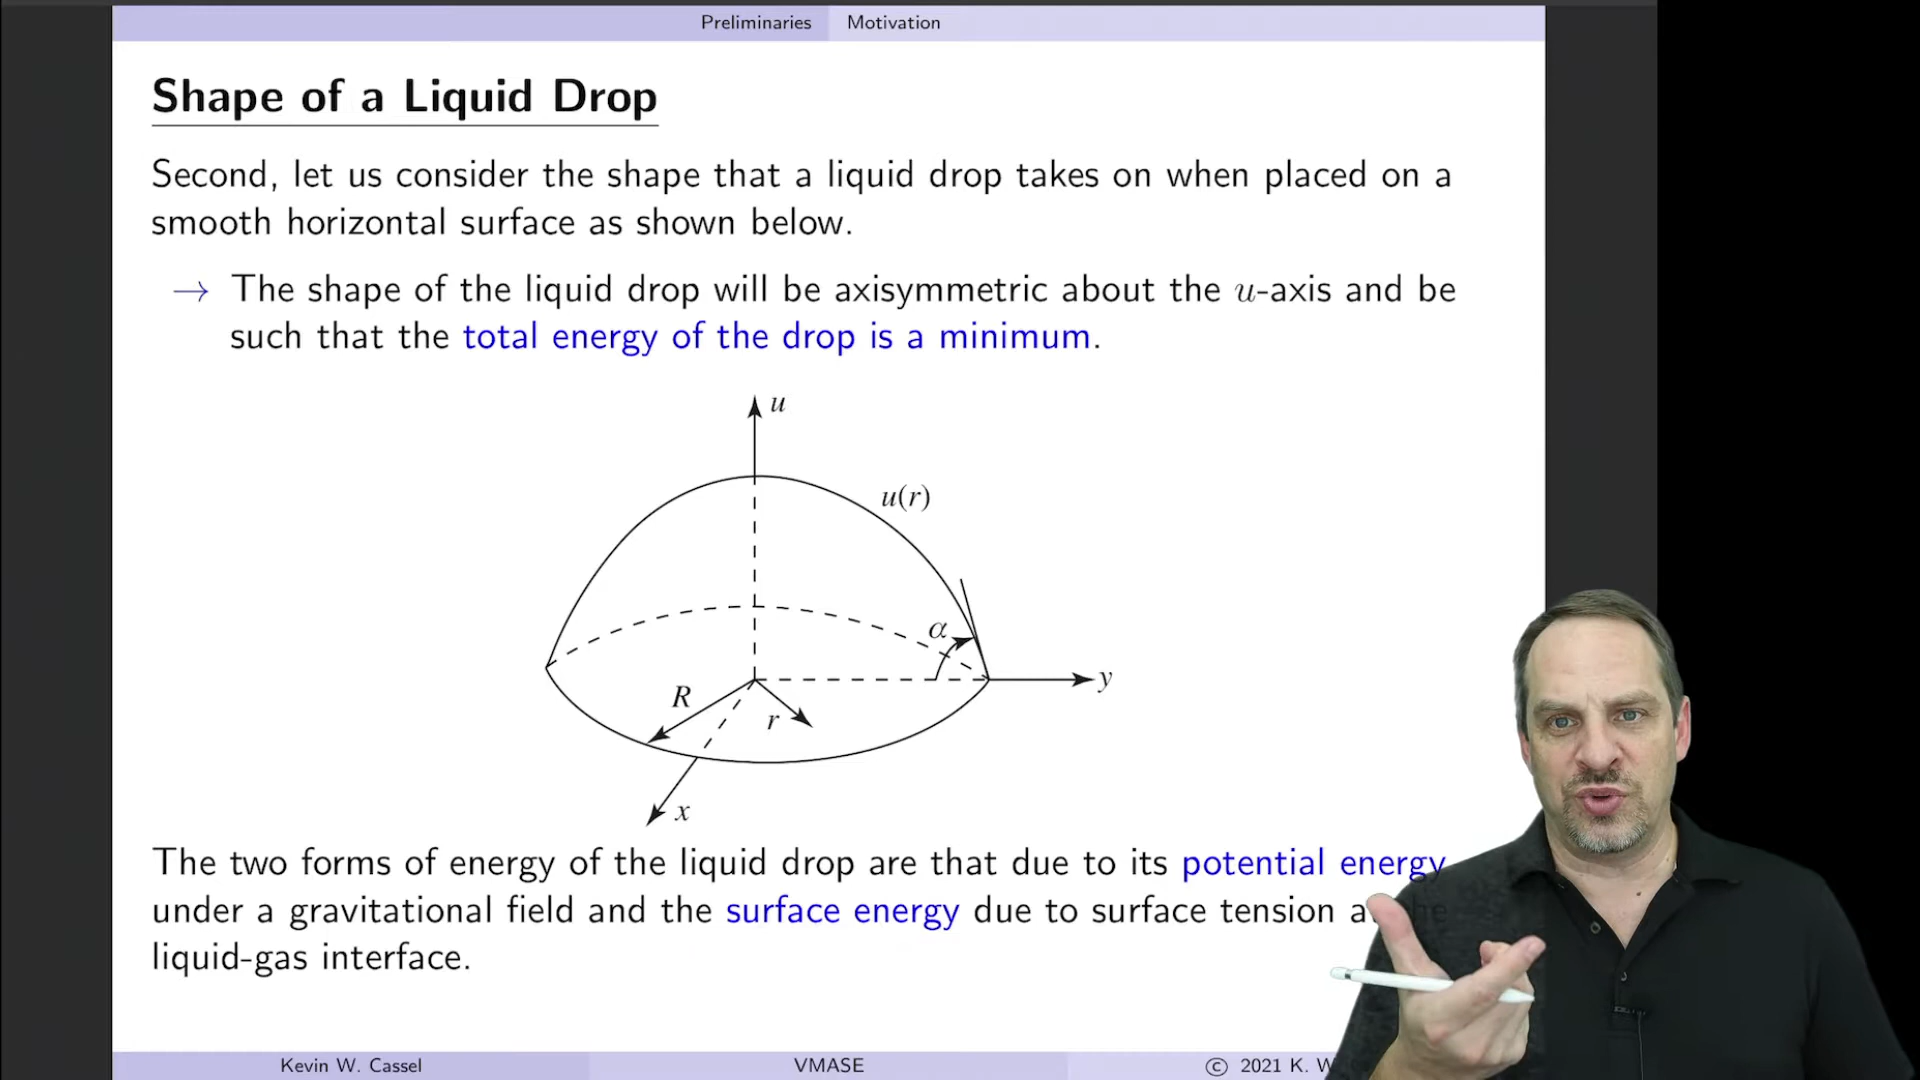 Preliminaries Motivation
Shape of a Liquid Drop
Second, let us consider the shape that a liquid drop takes on when placed on a
smooth horizontal surface as shown below.
→ The shape of the liquid drop will be axisymmetric about the u-axis and be
such that the total energy of the drop is a minimum.
u
u(r)
α
y
R
r
x
The two forms of energy of the liquid drop are that due to its potential energy
under a gravitational field and the surface energy due to surface tension
liquid-gas interface.
Kevin W. Cassel VMASE © 2021 K. W